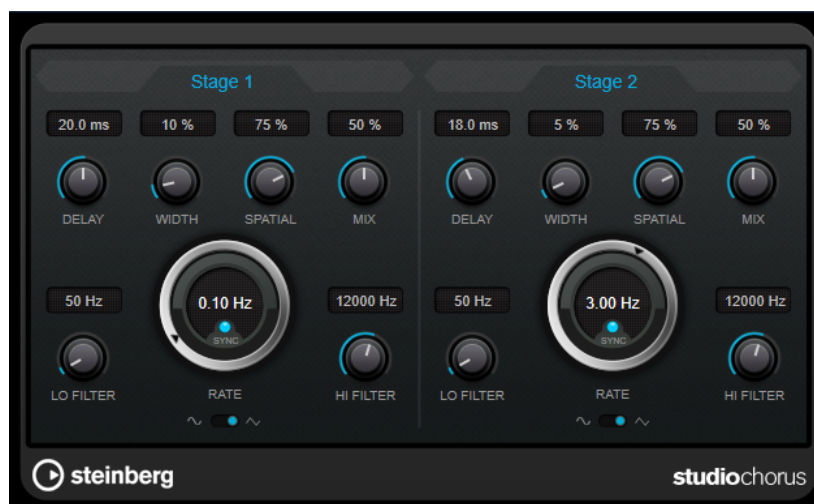 Stage 1 Stage 2
20.0 ms 10 % 75 % 50 % 18.0 ms 5 % 75 % 50 %
DELAY WIDTH SPATIAL MIX DELAY WIDTH SPATIAL MIX
50 Hz 0.10 Hz 12000 Hz 50 Hz 3.00 Hz 12000 Hz
SYNC SYNC
LO FILTER RATE HI FILTER LO FILTER RATE HI FILTER
steinberg studiochorus